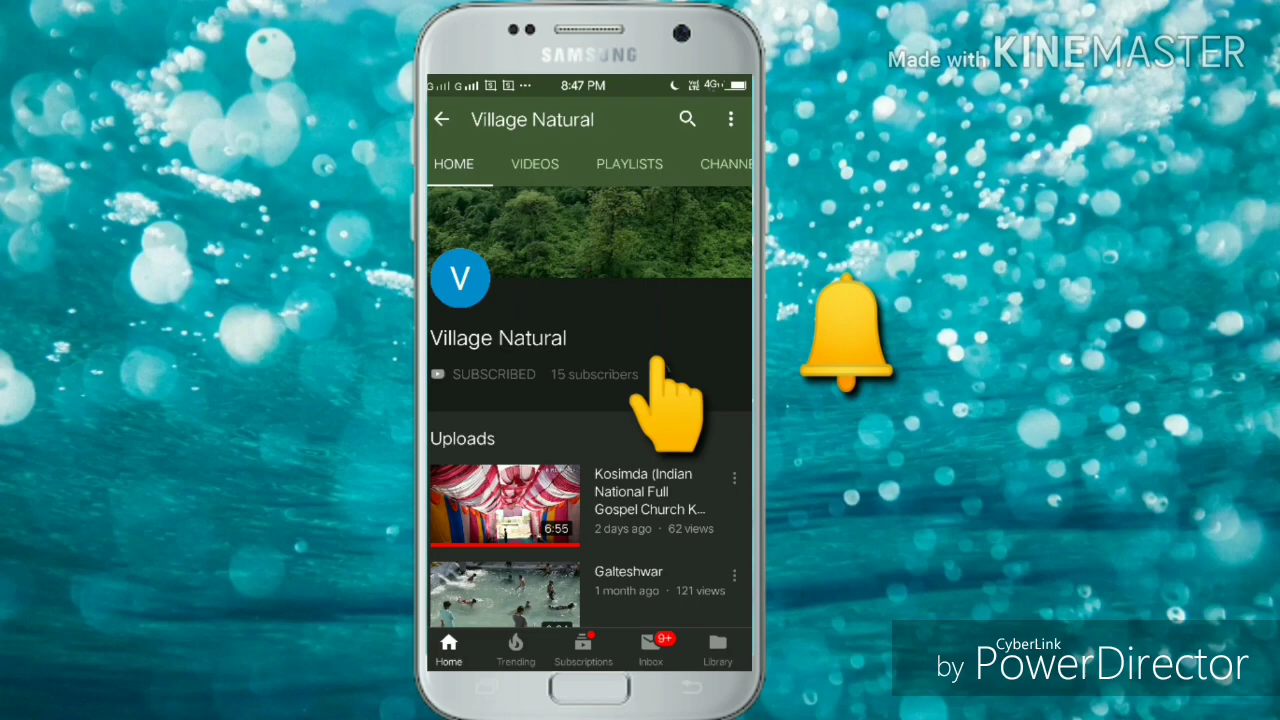 Made with KINEMASTER
SAMSUNG
8:47 PM
4G
Village Natural
HOME VIDEOS PLAYLISTS CHANNE
V
Village Natural
SUBSCRIBED 15 subscribers
Uploads
Kosimda (Indian
National Full
Gospel Church K...
2 days ago · 62 views
6:55
Galteshwar
1 month ago · 121 views
Home Trending Subscriptions Inbox 9+ Library
CyberLink
by PowerDirector